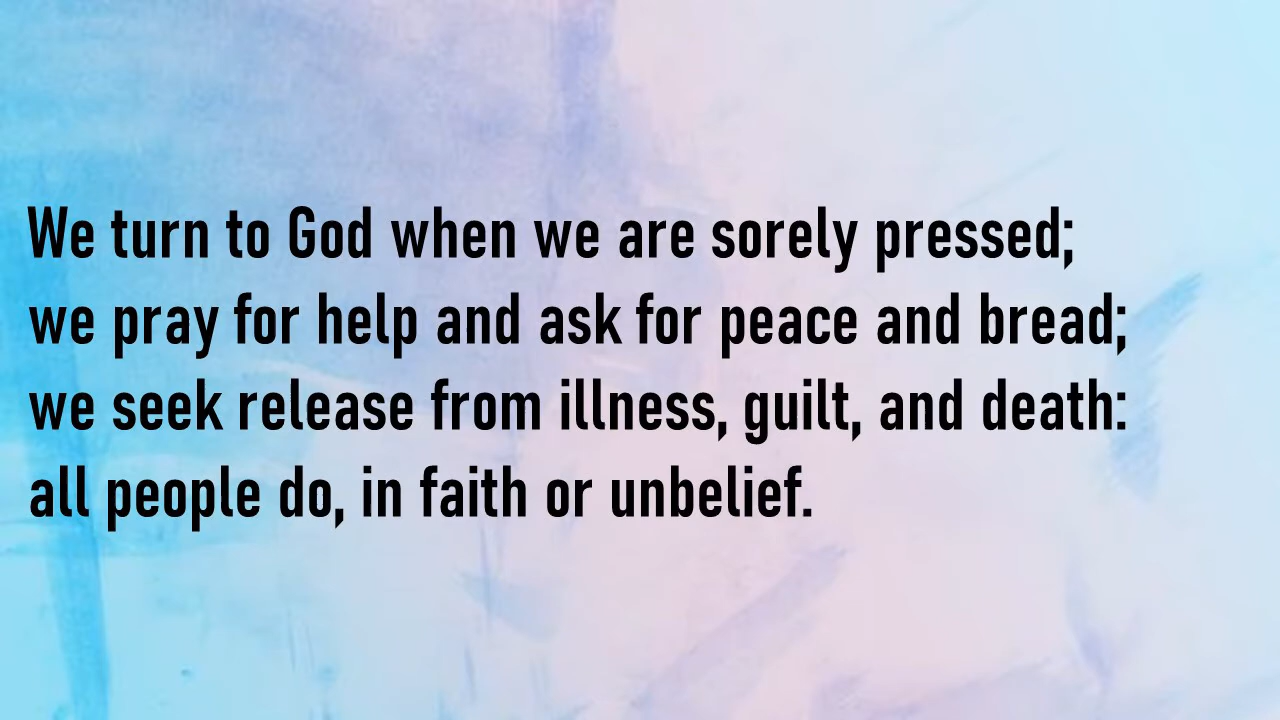 We turn to God when we are sorely pressed;
we pray for help and ask for peace and bread;
we seek release from illness, guilt, and death:
all people do, in faith or unbelief.